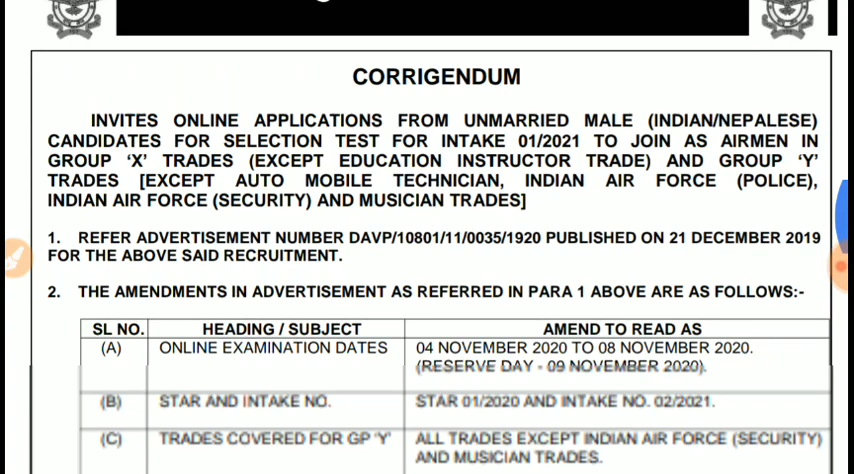 CORRIGENDUM
INVITES ONLINE APPLICATIONS FROM UNMARRIED MALE (INDIAN/NEPALESE)
CANDIDATES FOR SELECTION TEST FOR INTAKE 01/2021 TO JOIN AS AIRMEN IN
GROUP ‘X’ TRADES (EXCEPT EDUCATION INSTRUCTOR TRADE) AND GROUP ‘Y’
TRADES [EXCEPT AUTO MOBILE TECHNICIAN, INDIAN AIR FORCE (POLICE),
INDIAN AIR FORCE (SECURITY) AND MUSICIAN TRADES]
1. REFER ADVERTISEMENT NUMBER DAVP/10801/11/0035/1920 PUBLISHED ON 21 DECEMBER 2019
FOR THE ABOVE SAID RECRUITMENT.
2. THE AMENDMENTS IN ADVERTISEMENT AS REFERRED IN PARA 1 ABOVE ARE AS FOLLOWS:-
SL NO. HEADING / SUBJECT AMEND TO READ AS
(A) ONLINE EXAMINATION DATES 04 NOVEMBER 2020 TO 08 NOVEMBER 2020.
(RESERVE DAY - 09 NOVEMBER 2020).
(B) STAR AND INTAKE NO. STAR 01/2020 AND INTAKE NO. 02/2021.
(C) TRADES COVERED FOR GP ‘Y’ ALL TRADES EXCEPT INDIAN AIR FORCE (SECURITY)
AND MUSICIAN TRADES.